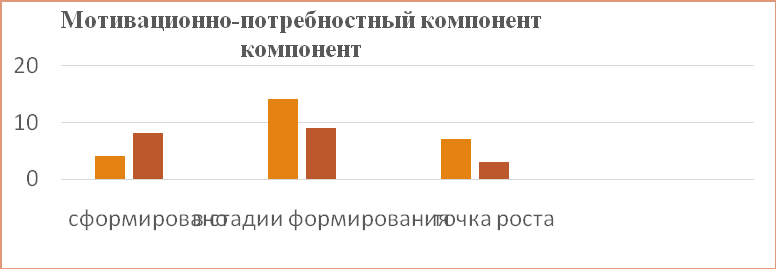 Мотивационно-потребностный компонент
компонент
20
10
0
сформировано
в стадии формирования
точка роста